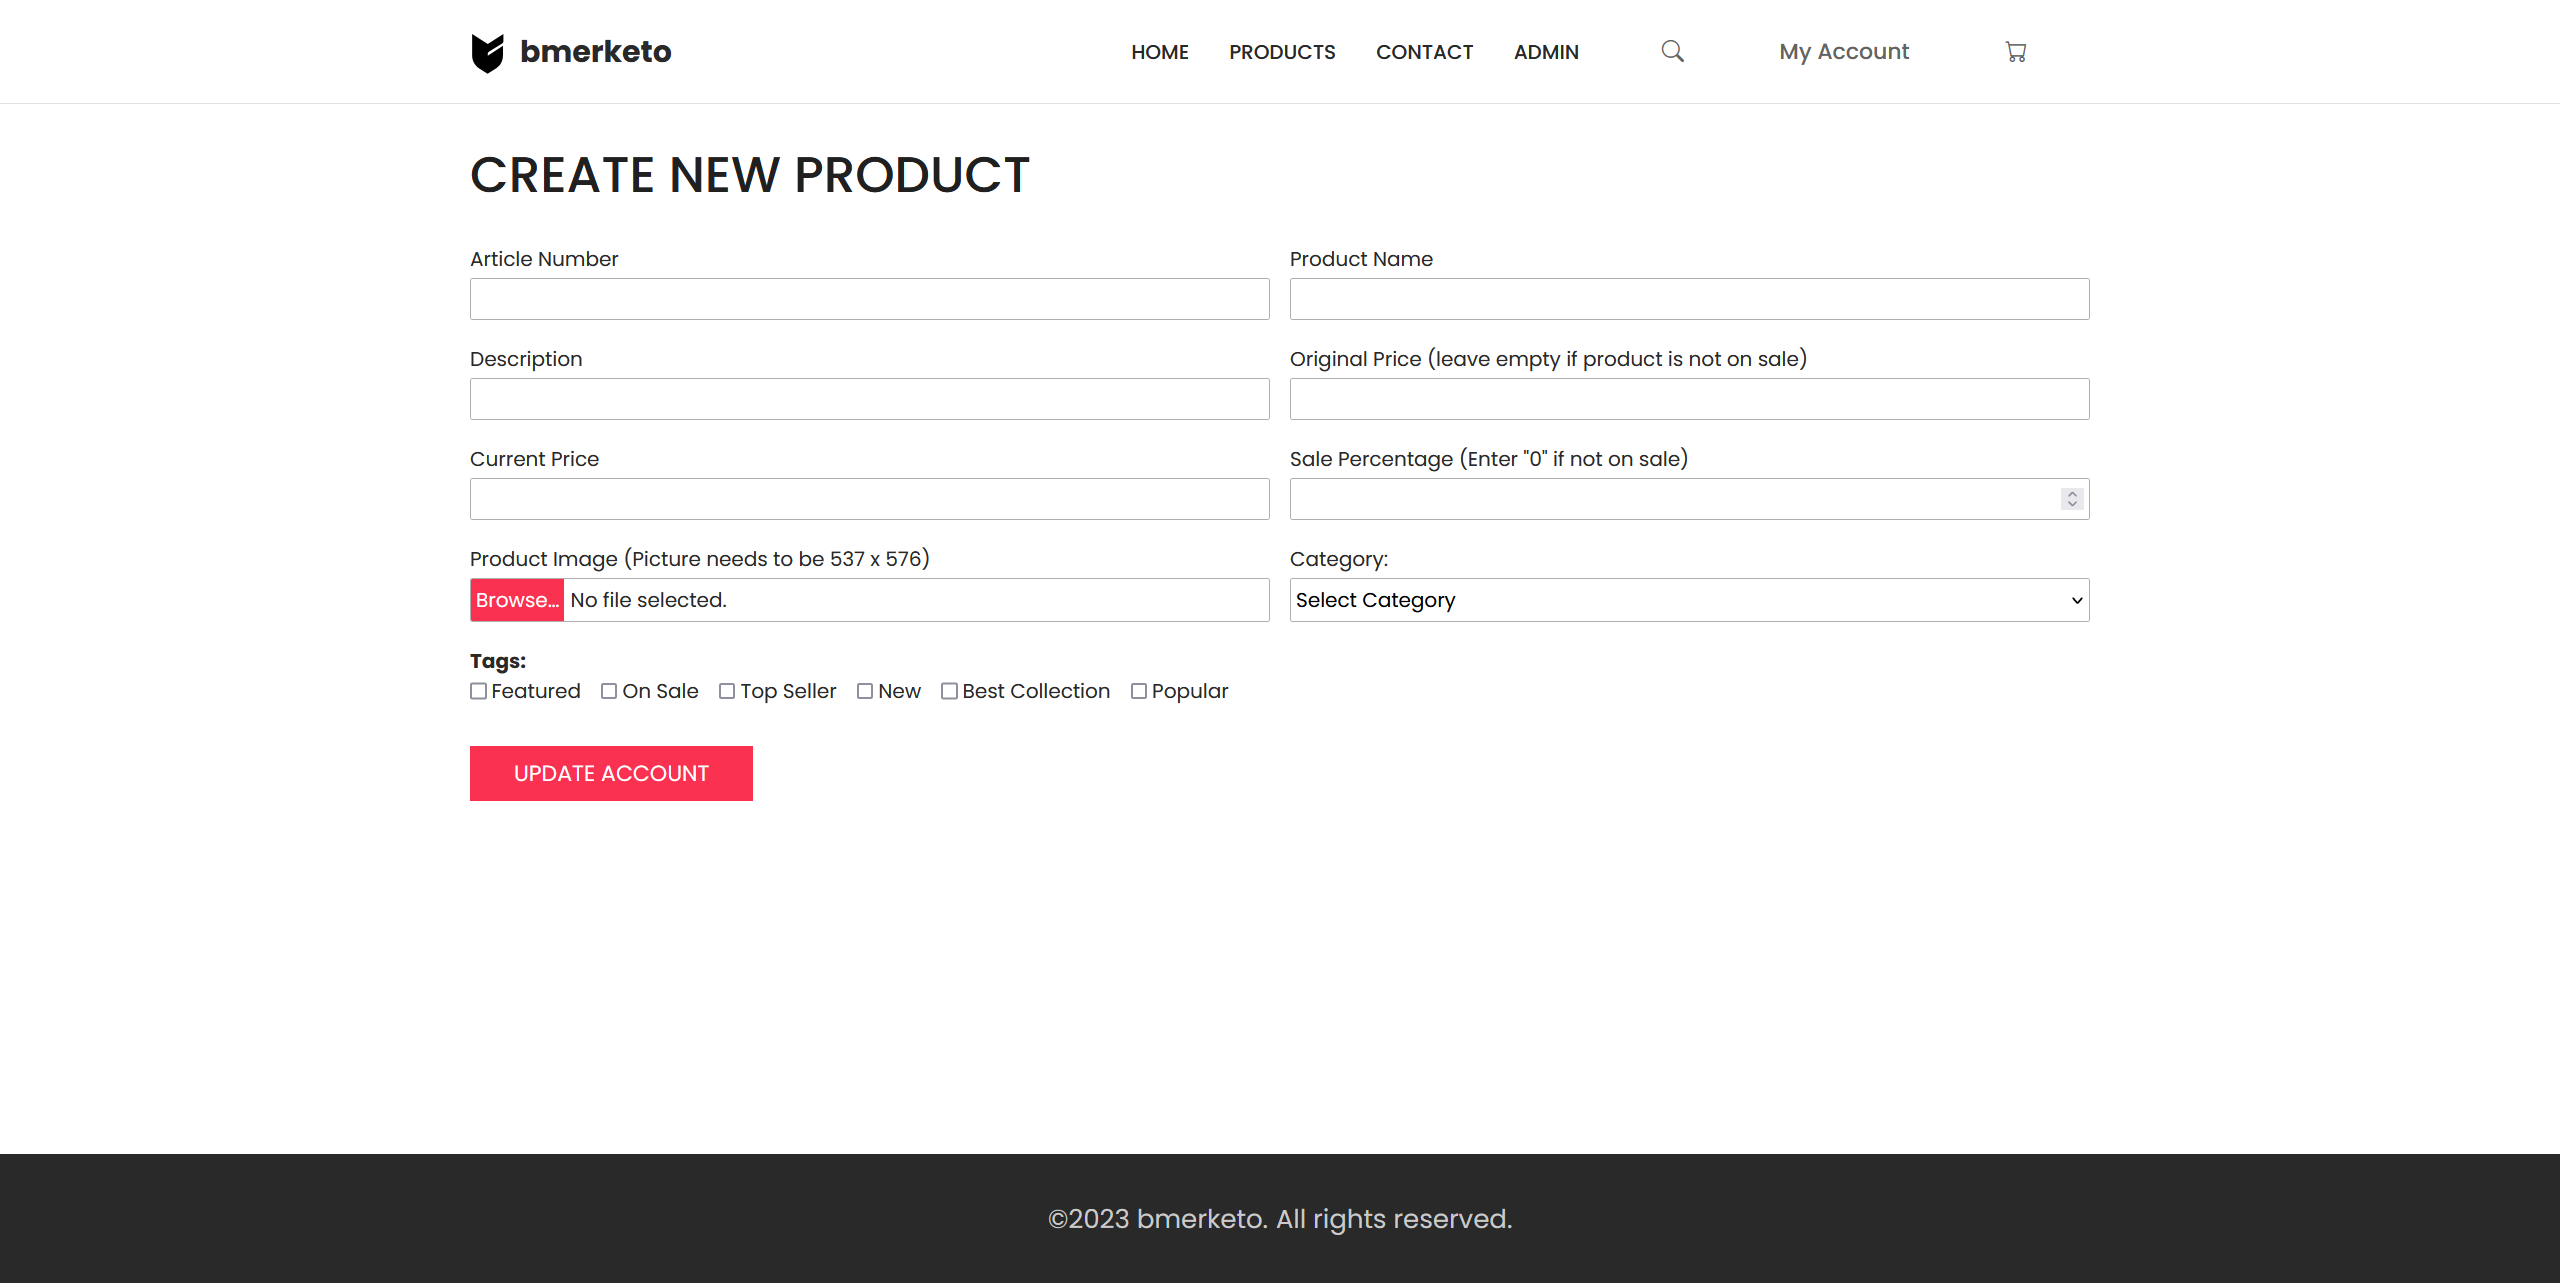 bmerketo
HOME PRODUCTS CONTACT ADMIN My Account
CREATE NEW PRODUCT
Article Number
Product Name
Description
Original Price (leave empty if product is not on sale)
Current Price
Sale Percentage (Enter "0" if not on sale)
Product Image (Picture needs to be 537 x 576)
Category:
Browse... No file selected.
Select Category
Tags:
Featured On Sale Top Seller New Best Collection Popular
UPDATE ACCOUNT
©2023 bmerketo. All rights reserved.